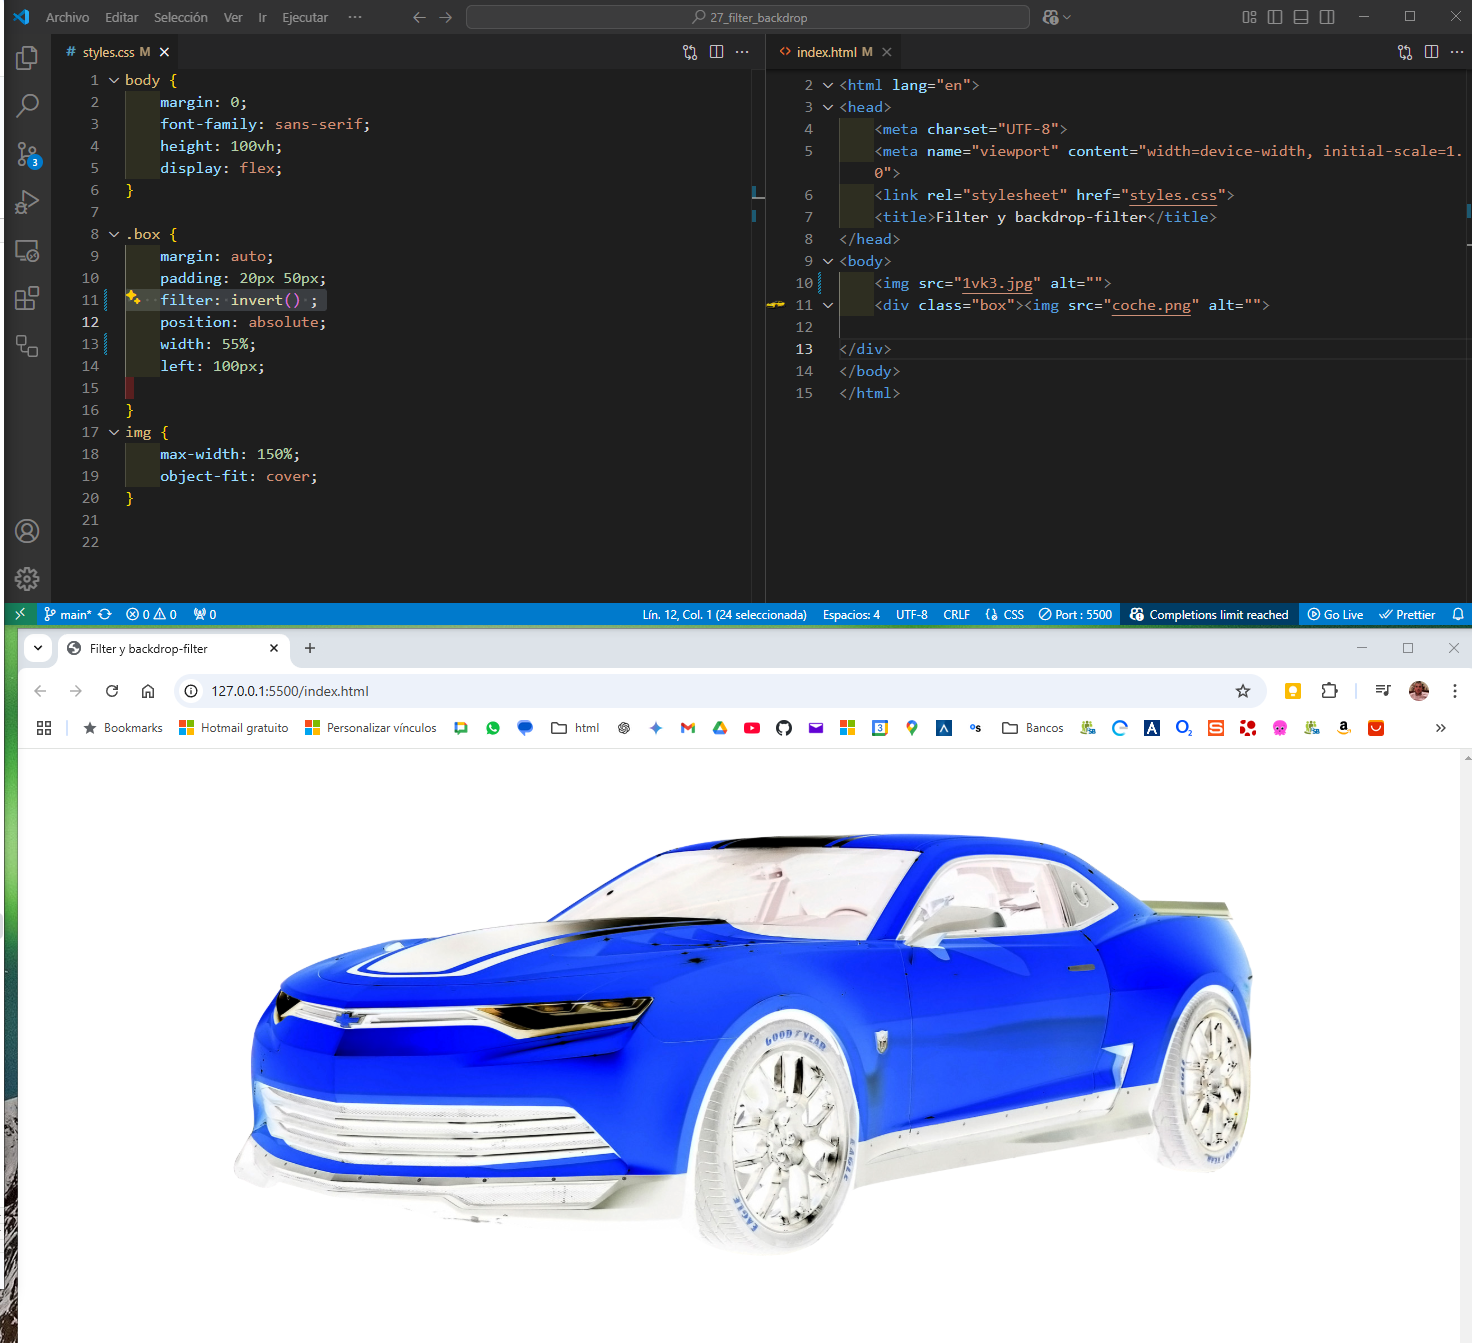 Archivo Editar Selección Ver Ir Ejecutar ··· 27_filter_backdrop
styles.css M
1 body {
2 margin: 0;
3 font-family: sans-serif;
4 height: 100vh;
5 display: flex;
6 }
7
8 .box {
9 margin: auto;
10 padding: 20px 50px;
11 filter: invert() ;
12 position: absolute;
13 width: 55%;
14 left: 100px;
15
16 }
17 img {
18 max-width: 150%;
19 object-fit: cover;
20 }
21
22
index.html M
2 <html lang="en">
3 <head>
4 <meta charset="UTF-8">
5 <meta name="viewport" content="width=device-width, initial-scale=1.
0">
6 <link rel="stylesheet" href="styles.css">
7 <title>Filter y backdrop-filter</title>
8 </head>
9 <body>
10 <img src="1vk3.jpg" alt="">
11 <div class="box"><img src="coche.png" alt="">
12
13 </div>
14 </body>
15 </html>
3
main* 0 0 0 Lín. 12, Col. 1 (24 seleccionada) Espacios: 4 UTF-8 CRLF CSS Port : 5500 Completions limit reached Go Live Prettier
Filter y backdrop-filter
127.0.0.1:5500/index.html
Bookmarks Hotmail gratuito Personalizar vínculos html Bancos
GOOD YEAR
EAGLE
EAGLE